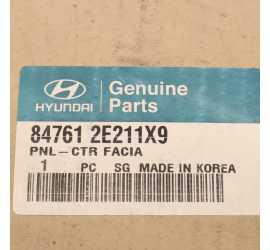 HYUNDAI
Genuine
Parts
84761 2E211X9
PNL-CTR FACIA
1 PC SG MADE IN KOREA